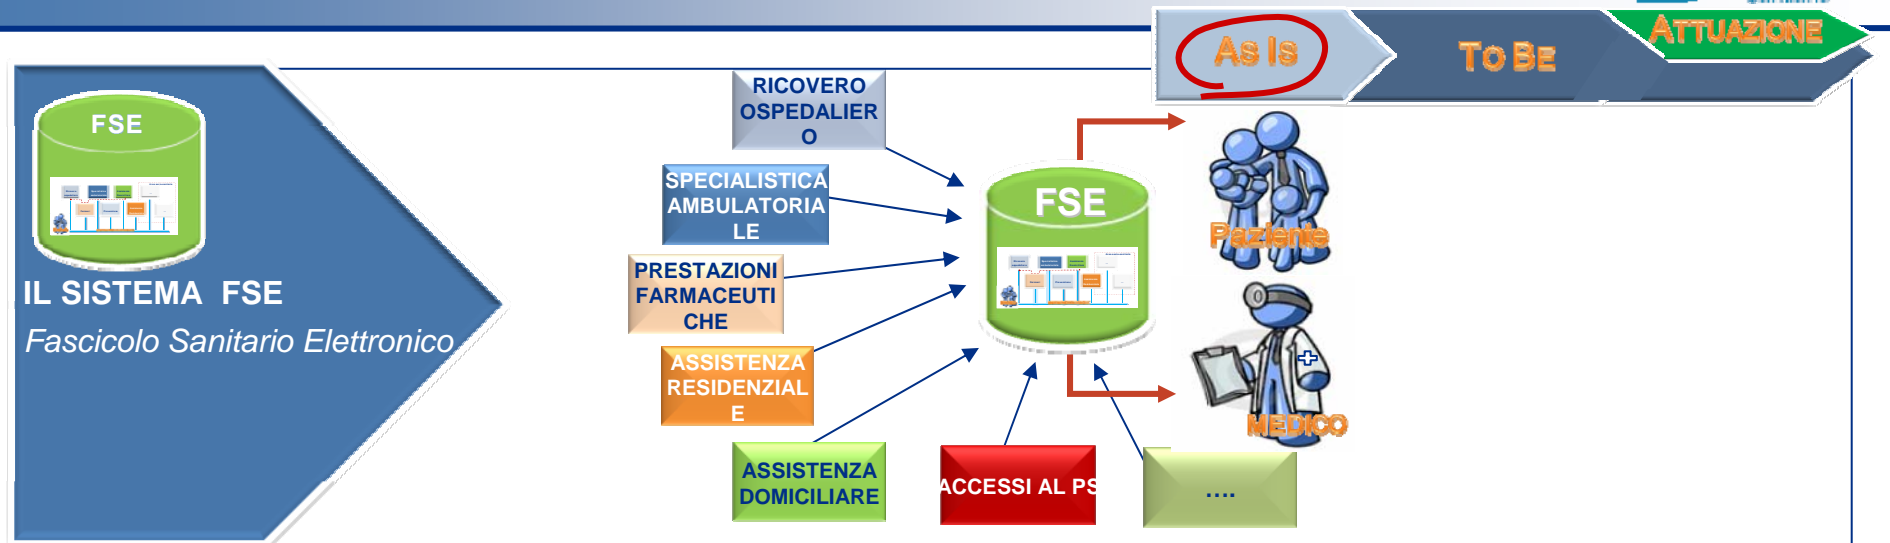 As Is
To Be
Attuazione
FSE
IL SISTEMA FSE
Fascicolo Sanitario Elettronico
RICOVERO
OSPEDALIER
O
SPECIALISTICA
AMBULATORIA
LE
PRESTAZIONI
FARMACEUTI
CHE
ASSISTENZA
RESIDENZIAL
E
ASSISTENZA
DOMICILIARE
ACCESSI AL PS
....
FSE
Paziente
MEDICO